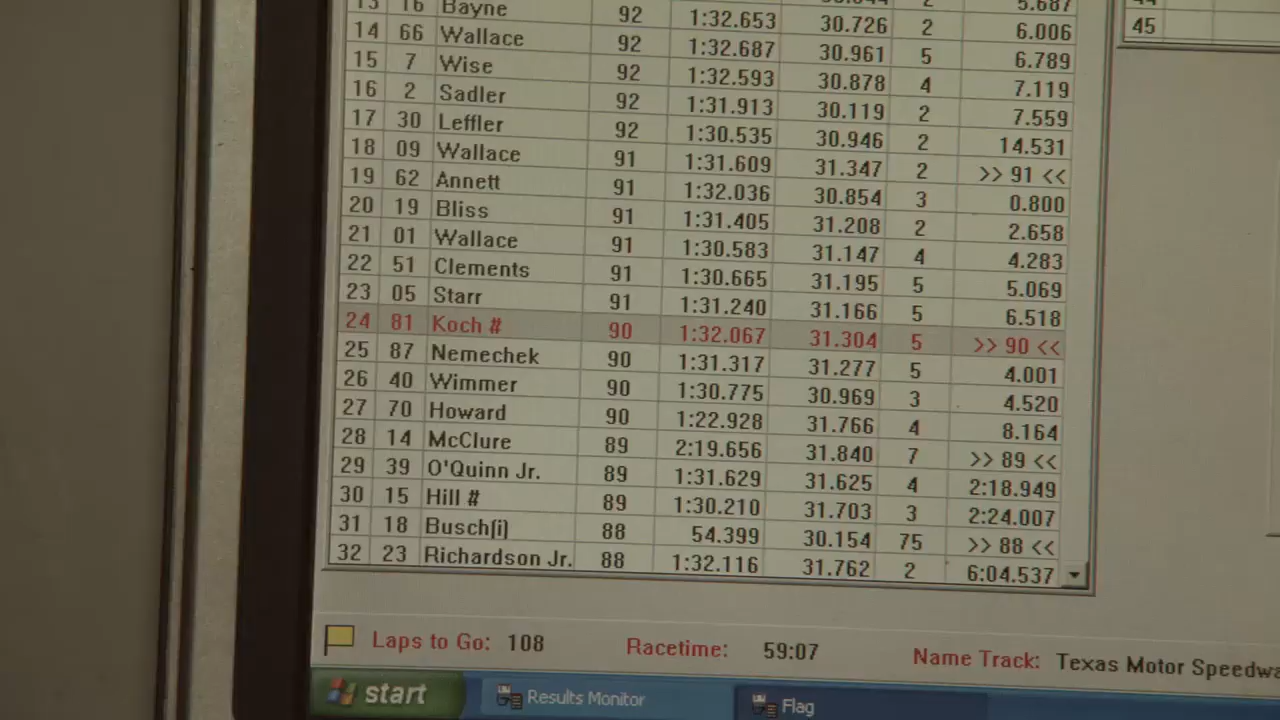 13 16 Bayne 92 1:32.653 30.726 2 6.006
14 66 Wallace 92 1:32.687 30.961 5 6.789
15 7 Wise 92 1:32.593 30.878 4 7.119
16 2 Sadler 92 1:31.913 30.119 2 7.559
17 30 Leffler 92 1:30.535 30.946 2 14.531
18 09 Wallace 91 1:31.609 31.347 2 >> 91 <<
19 62 Annett 91 1:32.036 30.854 3 0.800
20 19 Bliss 91 1:31.405 31.208 2 2.658
21 01 Wallace 91 1:30.583 31.147 4 4.283
22 51 Clements 91 1:30.665 31.195 5 5.069
23 05 Starr 91 1:31.240 31.166 5 6.518
24 81 Koch # 90 1:32.067 31.304 5 >> 90 <<
25 87 Nemechek 90 1:31.317 31.277 5 4.001
26 40 Wimmer 90 1:30.775 30.969 3 4.520
27 70 Howard 90 1:22.928 31.766 4 8.164
28 14 McClure 89 2:19.656 31.840 7 >> 89 <<
29 39 O'Quinn Jr. 89 1:31.629 31.625 4 2:18.949
30 15 Hill # 89 1:30.210 31.703 3 2:24.007
31 18 Busch(i) 88 54.399 30.154 75 >> 88 <<
32 23 Richardson Jr. 88 1:32.116 31.762 2 6:04.537
45
Laps to Go: 108 Racetime: 59:07 Name Track: Texas Motor Speedwa
start Results Monitor Flag